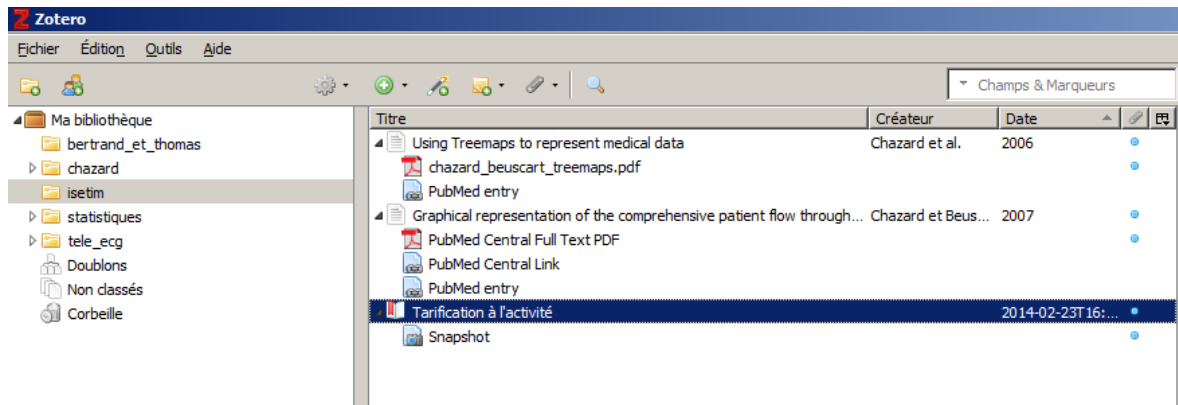 Zotero
Fichier Édition Outils Aide
Champs & Marqueurs
Ma bibliothèque
bertrand_et_thomas
chazard
isetim
statistiques
tele_ecg
Doublons
Non classés
Corbeille
Titre Créateur Date
Using Treemaps to represent medical data Chazard et al. 2006
chazard_beuscart_treemaps.pdf
PubMed entry
Graphical representation of the comprehensive patient flow through... Chazard et Beus... 2007
PubMed Central Full Text PDF
PubMed Central Link
PubMed entry
Tarification à l'activité 2014-02-23T16:...
Snapshot